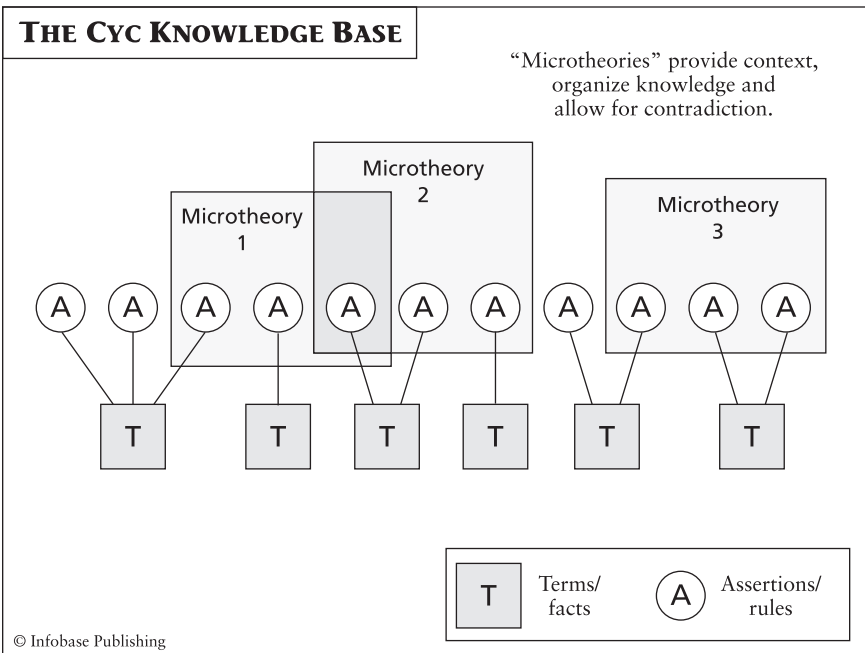 THE CYC KNOWLEDGE BASE
“Microtheories” provide context,
organize knowledge and
allow for contradiction.
Microtheory
1
Microtheory
2
Microtheory
3
A A A A A A A A A A A
T T T T T T
T Terms/
facts
A Assertions/
rules
© Infobase Publishing